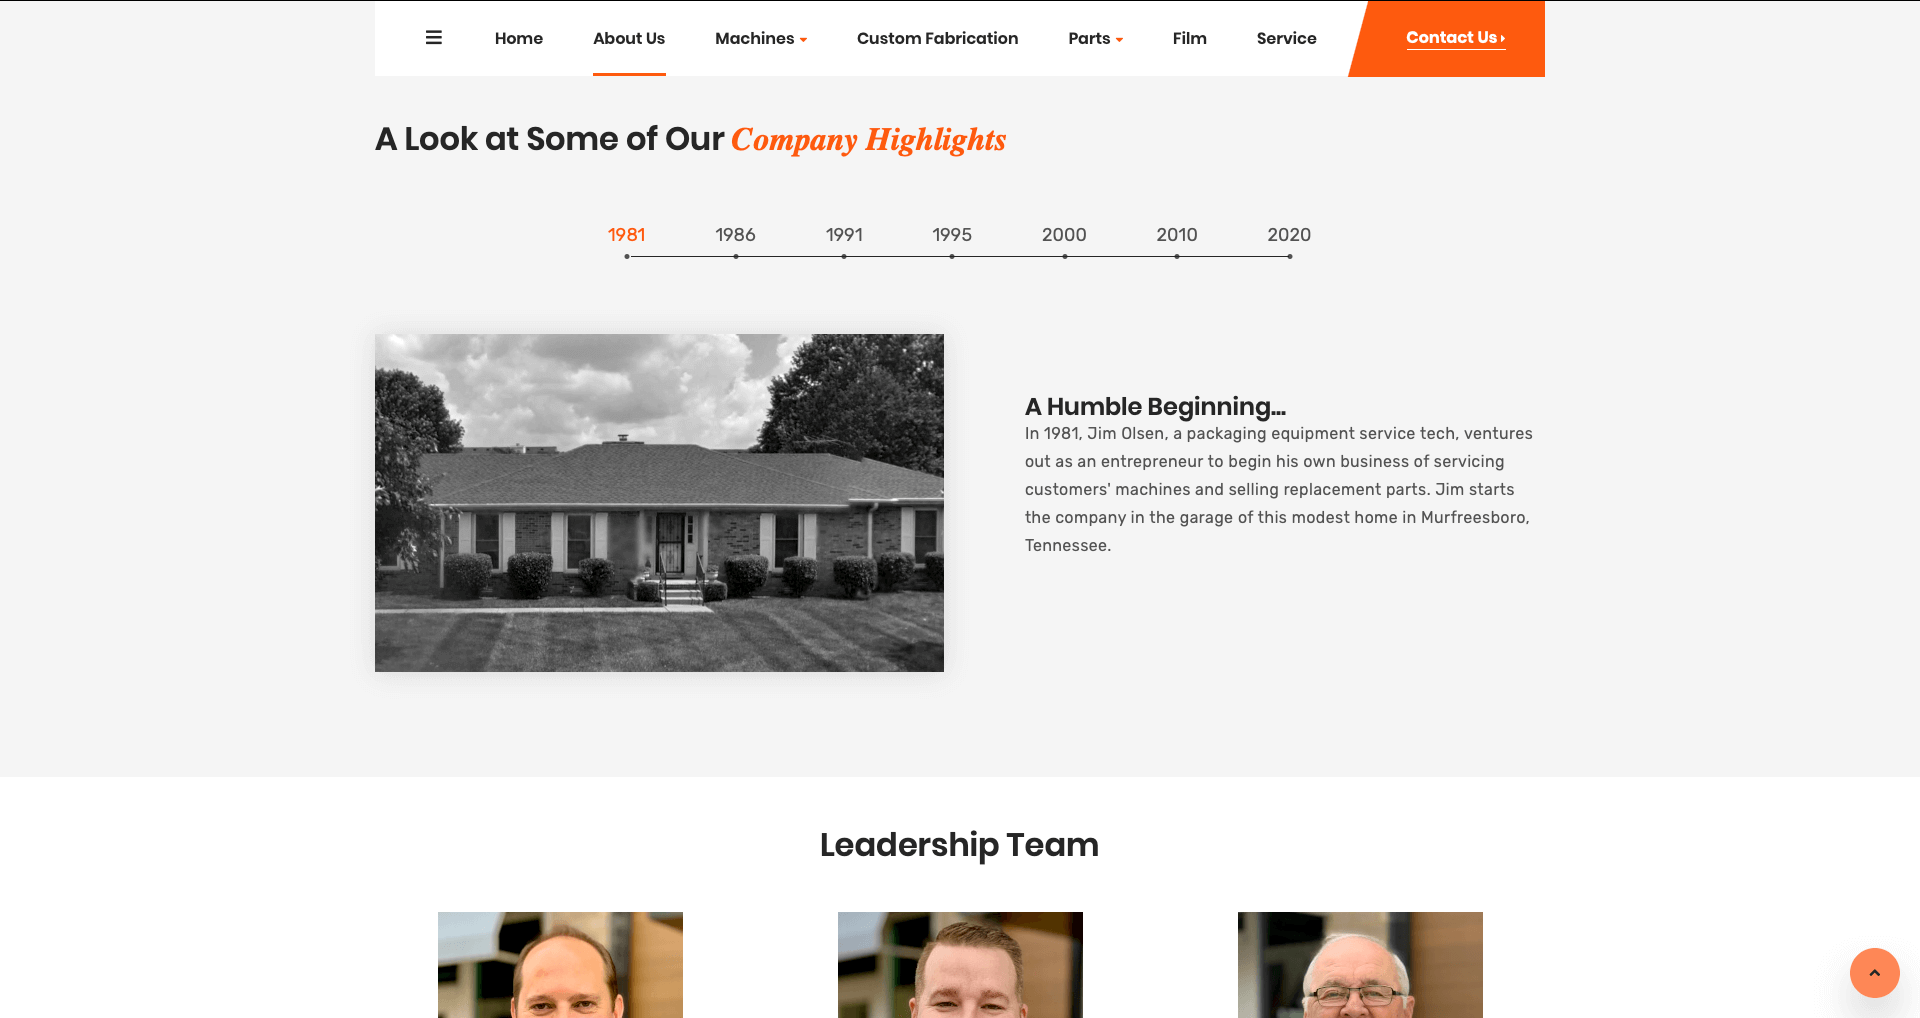 Home About Us Machines Custom Fabrication Parts Film Service Contact Us
A Look at Some of Our Company Highlights
1981 1986 1991 1995 2000 2010 2020
A Humble Beginning...
In 1981, Jim Olsen, a packaging equipment service tech, ventures
out as an entrepreneur to begin his own business of servicing
customers' machines and selling replacement parts. Jim starts
the company in the garage of this modest home in Murfreesboro,
Tennessee.
Leadership Team